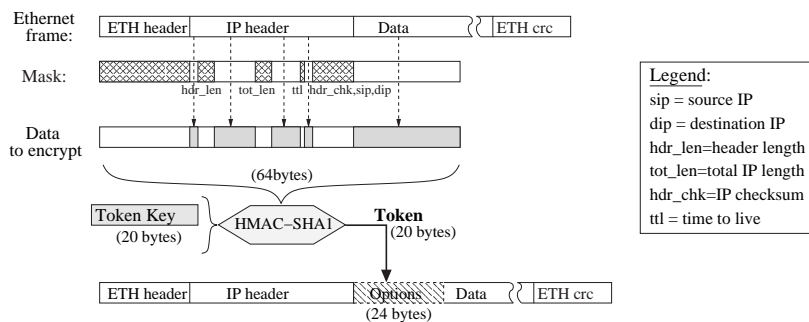 Ethernet
frame:
ETH header
IP header
Data
ETH crc
Mask:
hdr_len
tot_len
ttl
hdr_chk,sip,dip
Data
to encrypt
(64bytes)
Token Key
(20 bytes)
HMAC–SHA1
Token
(20 bytes)
ETH header
IP header
Options
Data
ETH crc
(24 bytes)
Legend:
sip = source IP
dip = destination IP
hdr_len=header length
tot_len=total IP length
hdr_chk=IP checksum
ttl = time to live